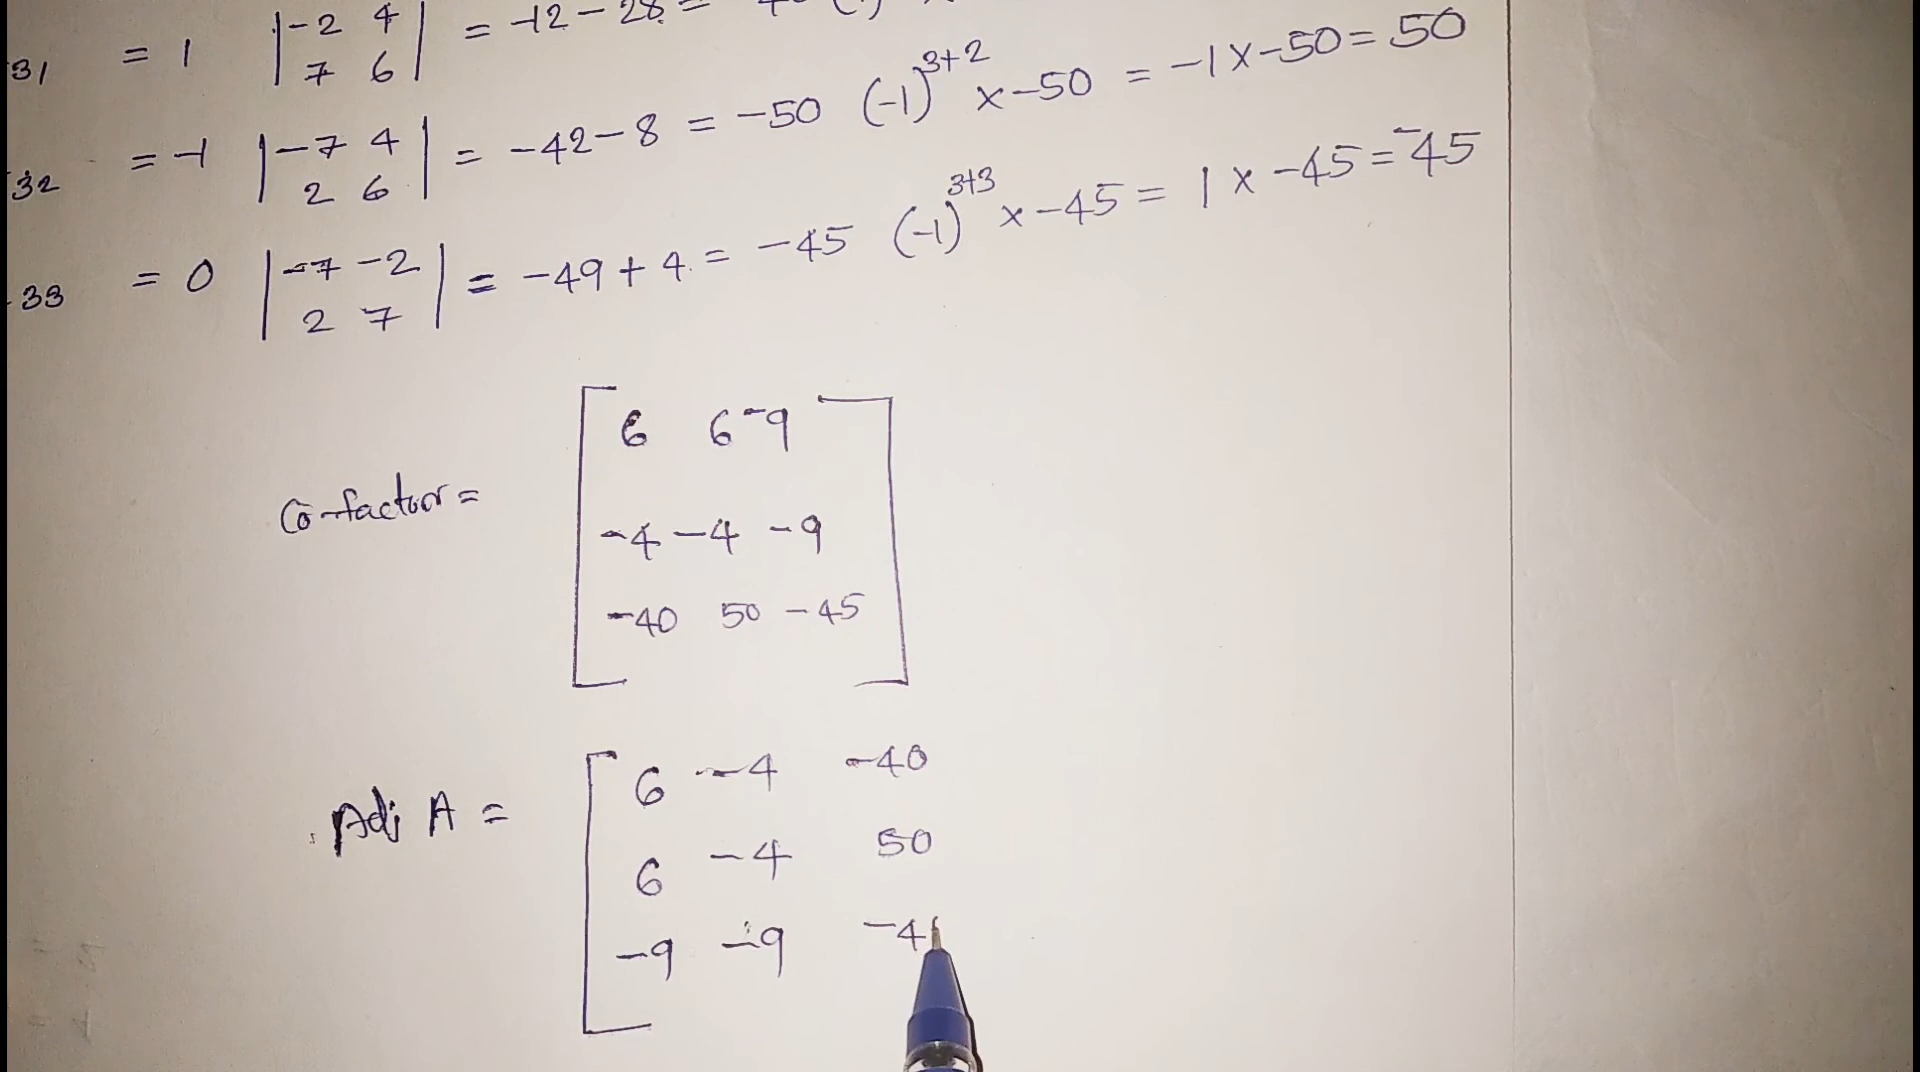 31 = 1 |-2 4 7 6| = -12 - 28 =
32 = -1 |-7 4 2 6| = -42 - 8 = -50 (-1)^3+2 x -50 = -1 x -50 = 50
33 = 0 |-7 -2 2 7| = -49 + 4 = -45 (-1)^3+3 x -45 = 1 x -45 = -45
6 6 -9
Co-factor =
-4 -4 -9
-40 50 -45
6 -4 -40
Adj A =
6 -4 50
-9 -9 -4